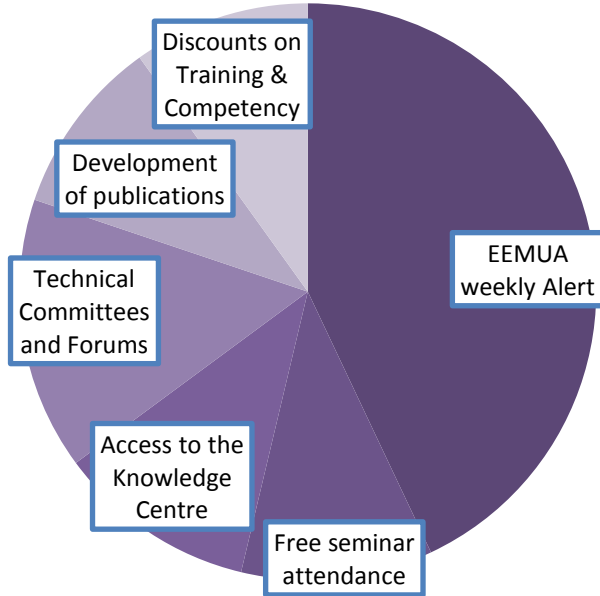 Discounts on
Training &
Competency
Development
of publications
EEMUA
weekly Alert
Technical
Committees
and Forums
Access to the
Knowledge
Centre
Free seminar
attendance